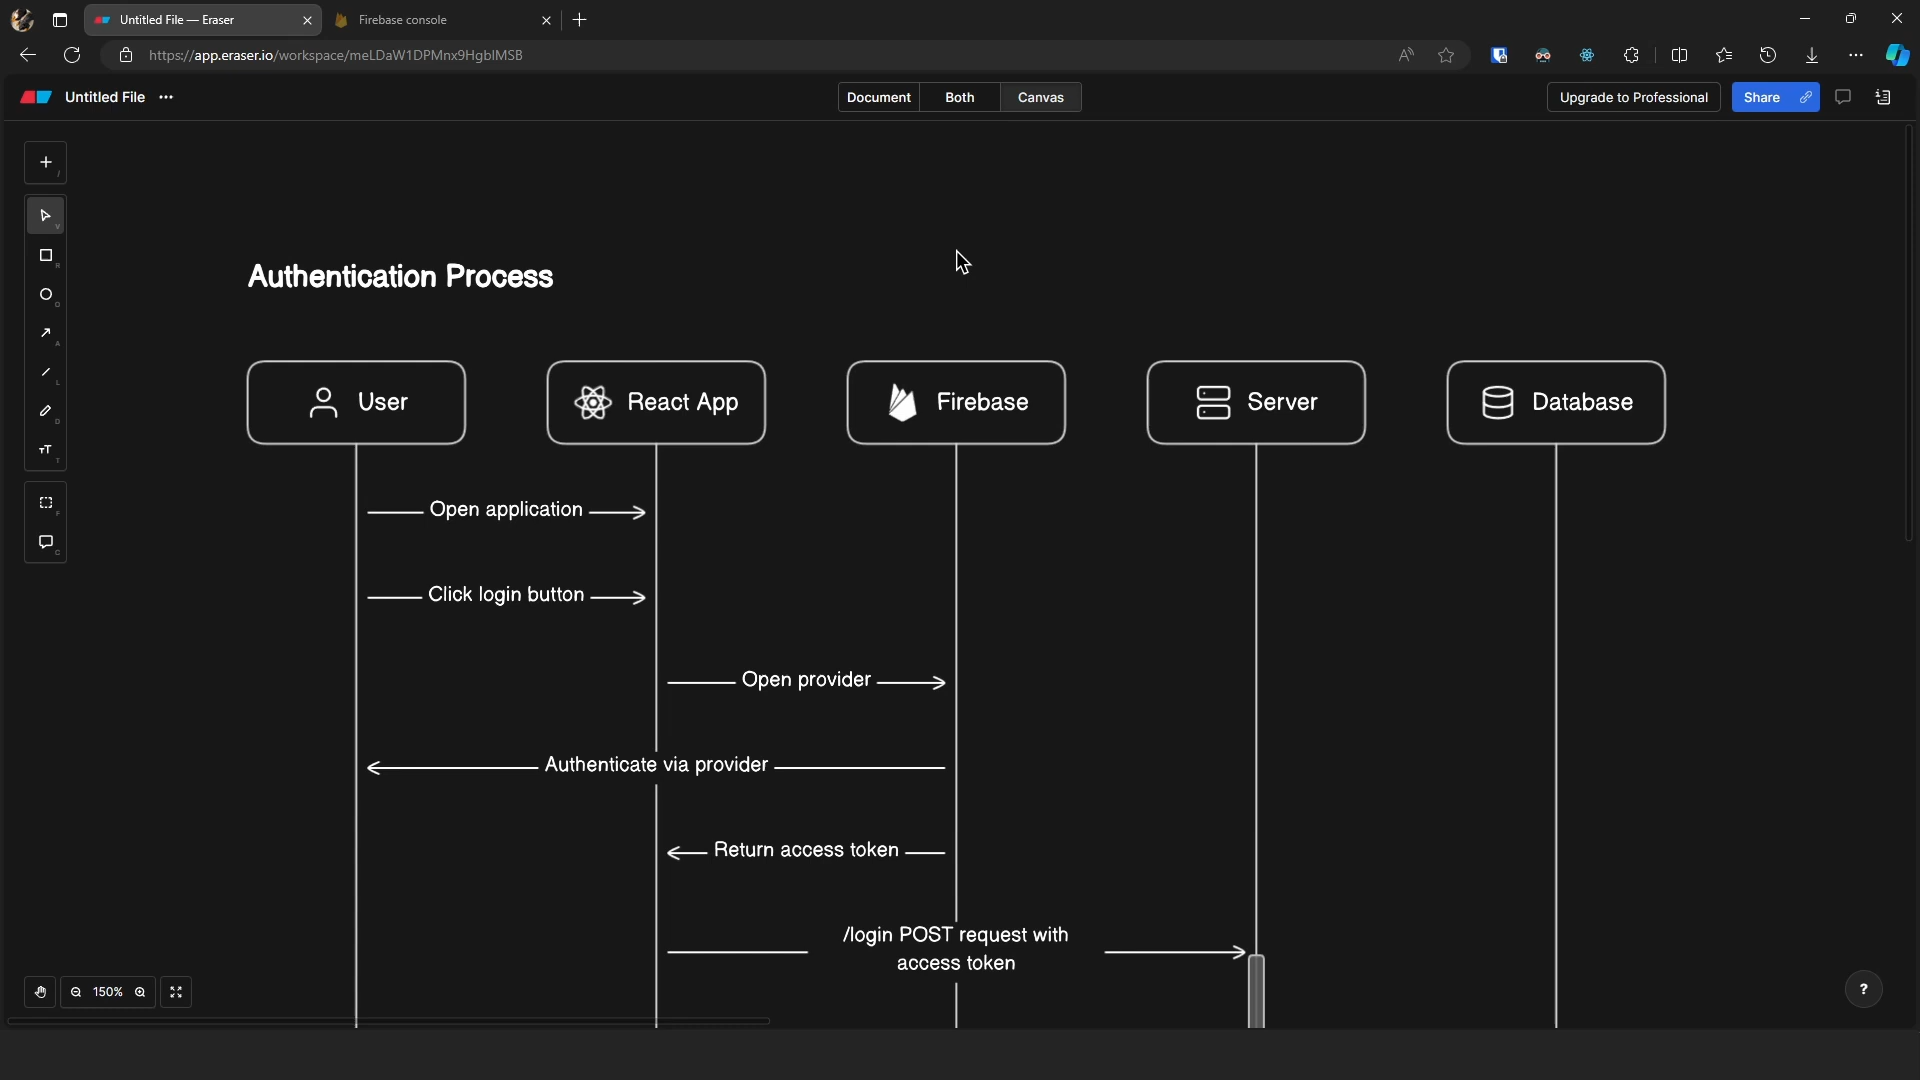 Untitled File — Eraser
Firebase console
https://app.eraser.io/workspace/meLDaW1DPMnx9HgbIMSB
Untitled File
Document
Both
Canvas
Upgrade to Professional
Share
/
V
R
O
A
L
D
T
F
C
Authentication Process
User
React App
Firebase
Server
Database
Open application
Click login button
Open provider
Authenticate via provider
Return access token
/login POST request with
access token
150%
?